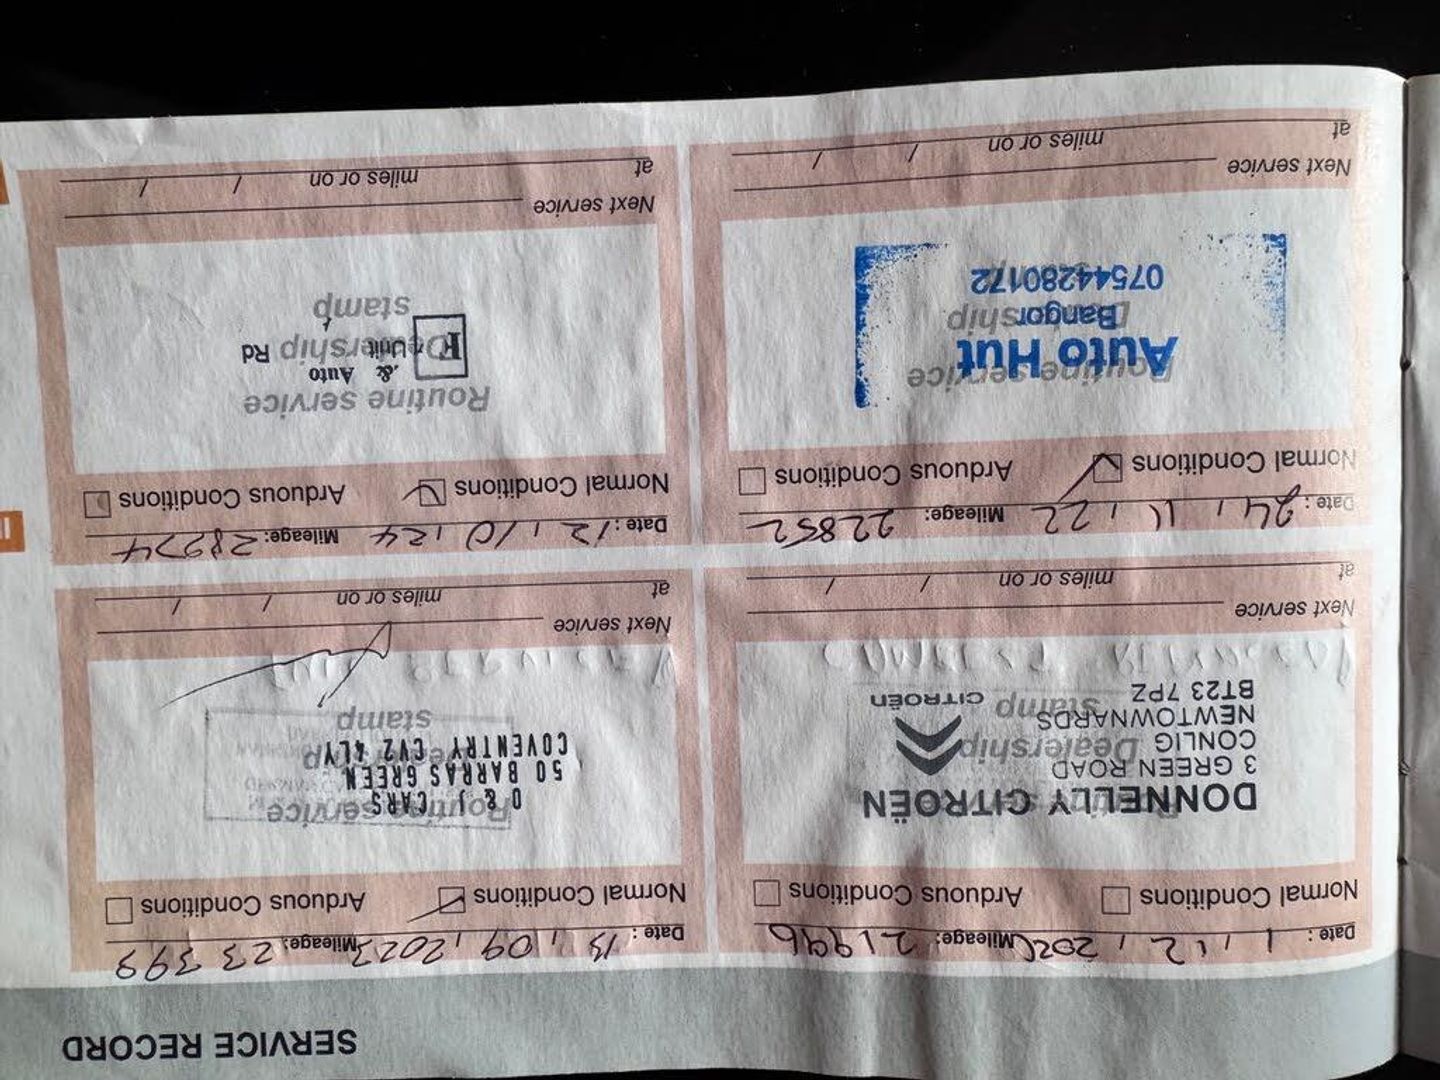 SERVICE RECORD
Date : 1 , 12 , 2020 Mileage: 21996
Normal Conditions Arduous Conditions
Routine service
Dealership
stamp
DONNELLY CITROËN
3 GREEN ROAD
CONLIG
NEWTOWNARDS
BT23 7PZ
CITROËN
Next service
at miles or on / /
Date : 24 , 11 , 22 Mileage: 22852
Normal Conditions Arduous Conditions
Routine service
Dealership
Auto Hut
Bangor
07544280172
Next service
at miles or on / /
Date : , 09 , 2023 Mileage: 23399
Normal Conditions Arduous Conditions
Routine service
Dealership
stamp
O & J CARS
50 BARRAS GREEN
COVENTRY CV2 4LY
Next service
at miles or on / /
Date : 12 , 10 , 24 Mileage: 28974
Normal Conditions Arduous Conditions
Routine service
Dealership
stamp
& Auto
Unit Rd
Next service
at miles or on / /